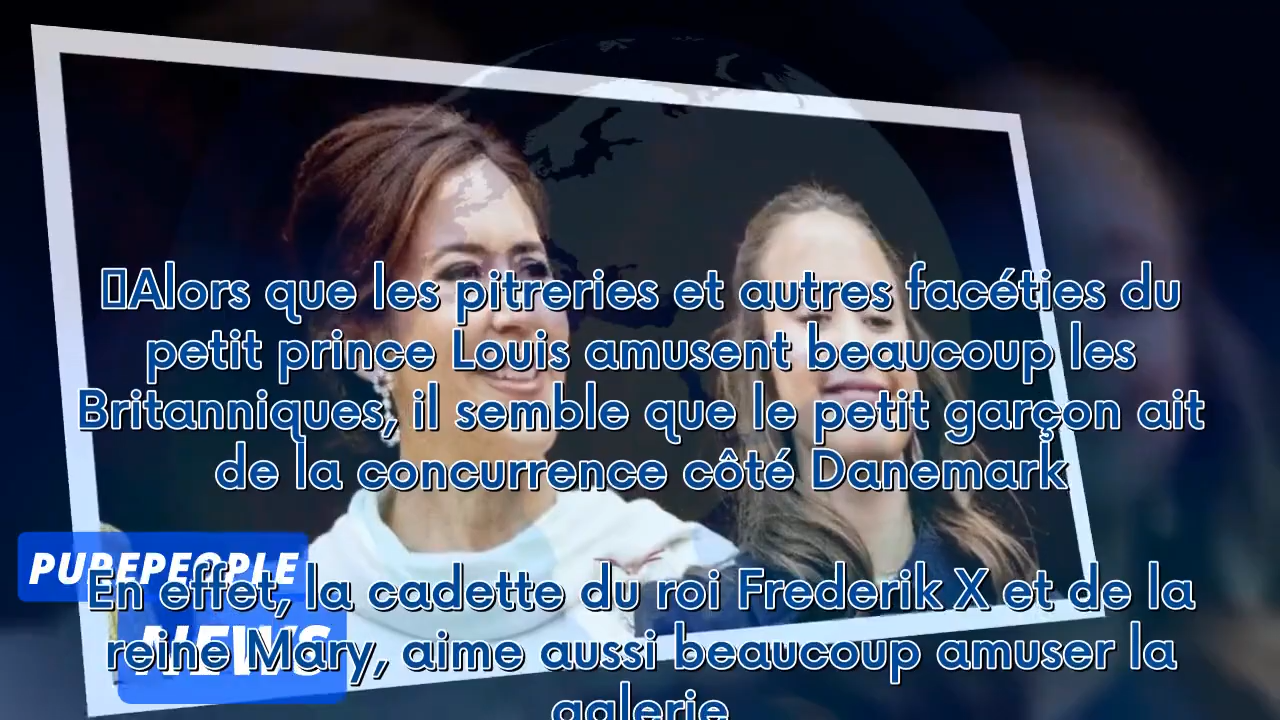 Alors que les pitreries et autres facéties du
petit prince Louis amusent beaucoup les
Britanniques, il semble que le petit garçon ait
de la concurrence côté Danemark
PUREPEOPLE
En effet, la cadette du roi Frederik X et de la
NEWS
reine Mary, aime aussi beaucoup amuser la
galerie